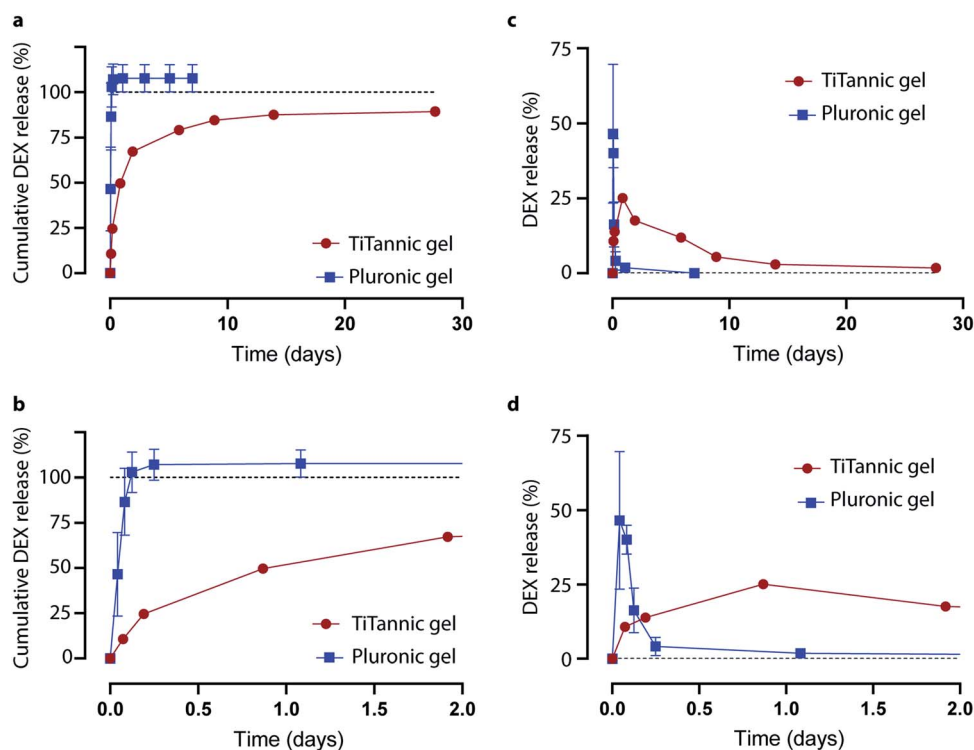 a
Cumulative DEX release (%)
100
75
50
25
0
TiTannic gel
Pluronic gel
0
10
20
30
Time (days)
c
DEX release (%)
75
50
25
0
TiTannic gel
Pluronic gel
0
10
20
30
Time (days)
b
Cumulative DEX release (%)
100
75
50
25
0
TiTannic gel
Pluronic gel
0.0
0.5
1.0
1.5
2.0
Time (days)
d
DEX release (%)
75
50
25
0
TiTannic gel
Pluronic gel
0.0
0.5
1.0
1.5
2.0
Time (days)